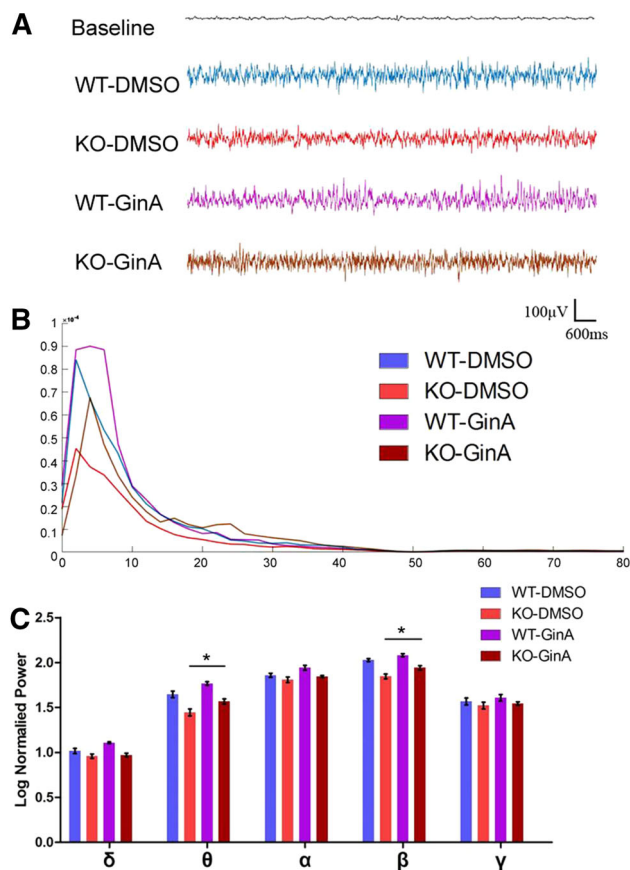 A
Baseline
WT-DMSO
KO-DMSO
WT-GinA
KO-GinA
100μV
600ms
B
×10⁻⁴
1
0.9
0.8
0.7
0.6
0.5
0.4
0.3
0.2
0.1
0
0 10 20 30 40 50 60 70 80
WT-DMSO
KO-DMSO
WT-GinA
KO-GinA
C
WT-DMSO
KO-DMSO
WT-GinA
KO-GinA
Log Normalied Power
2.5
2.0
1.5
1.0
0.5
0.0
* *
δ θ α β γ